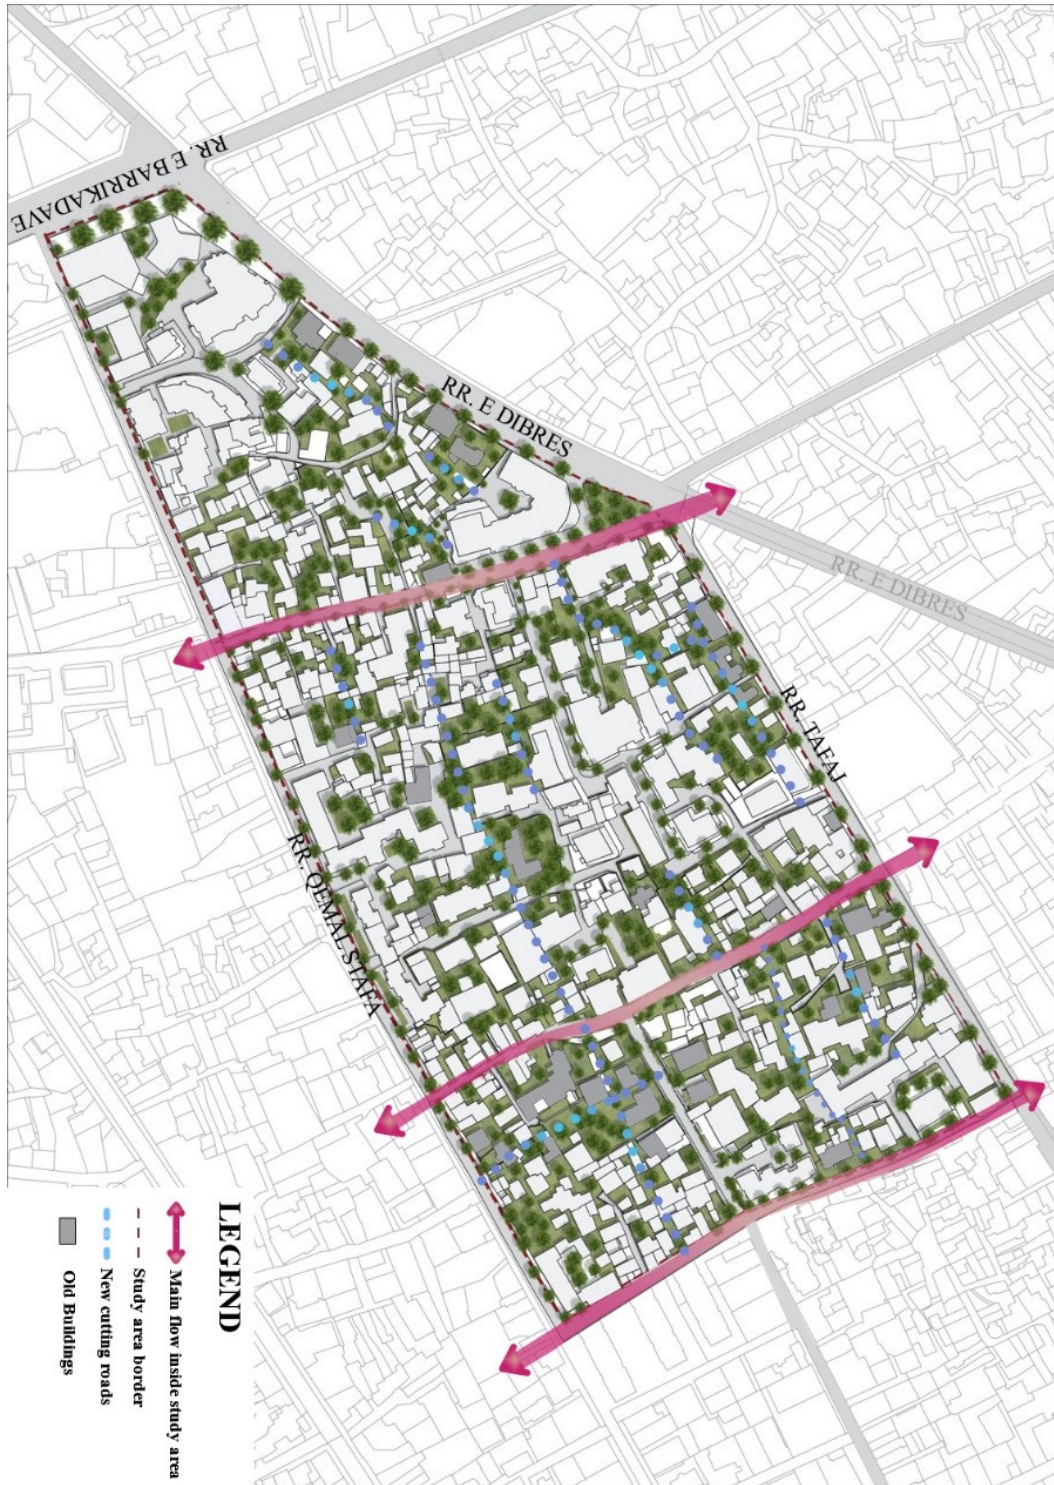 RR. E BARRIKADAVE
RR. E DIBRES
RR. E DIBRES
RR. TAFAJ
RR. QEMAL STAFA
LEGEND
Main flow inside study area
Study area border
New cutting roads
Old Buildings